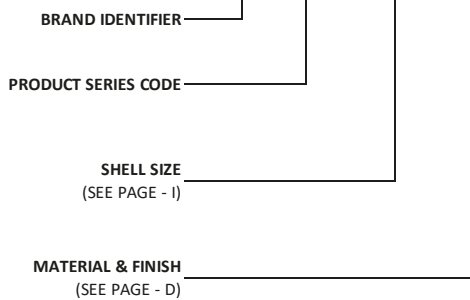 BRAND IDENTIFIER
PRODUCT SERIES CODE
SHELL SIZE
(SEE PAGE - I)
MATERIAL & FINISH
(SEE PAGE - D)